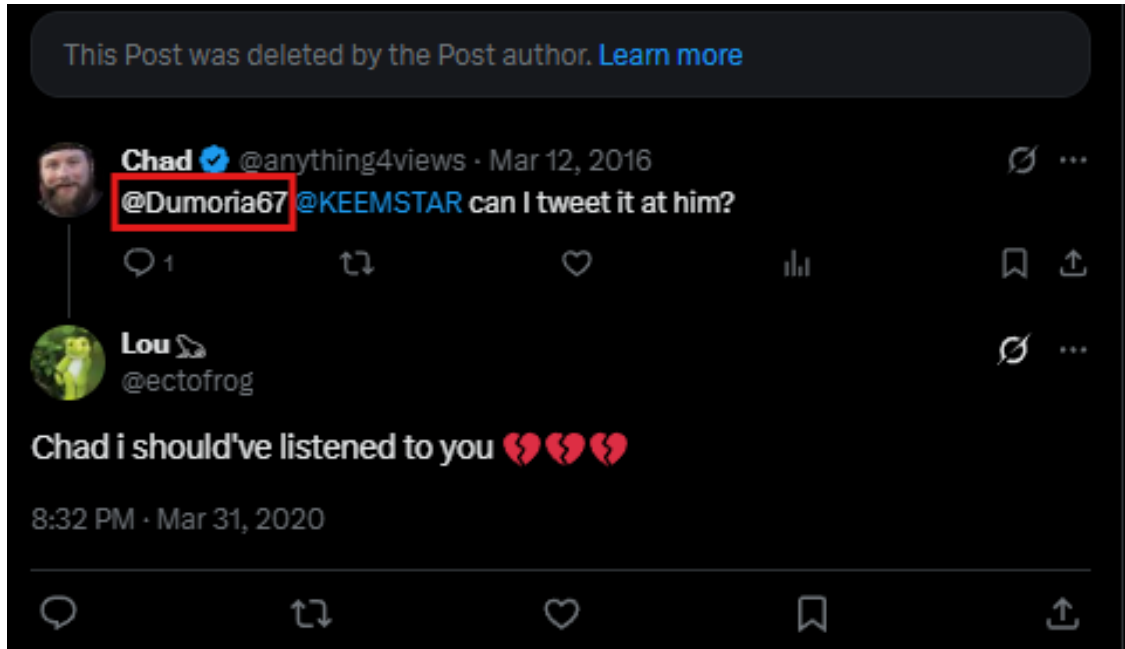 This Post was deleted by the Post author. Learn more
Chad @anything4views · Mar 12, 2016
@Dumoria67 @KEEMSTAR can I tweet it at him?
1
Lou
@ectofrog
Chad i should've listened to you 💔💔💔
8:32 PM · Mar 31, 2020